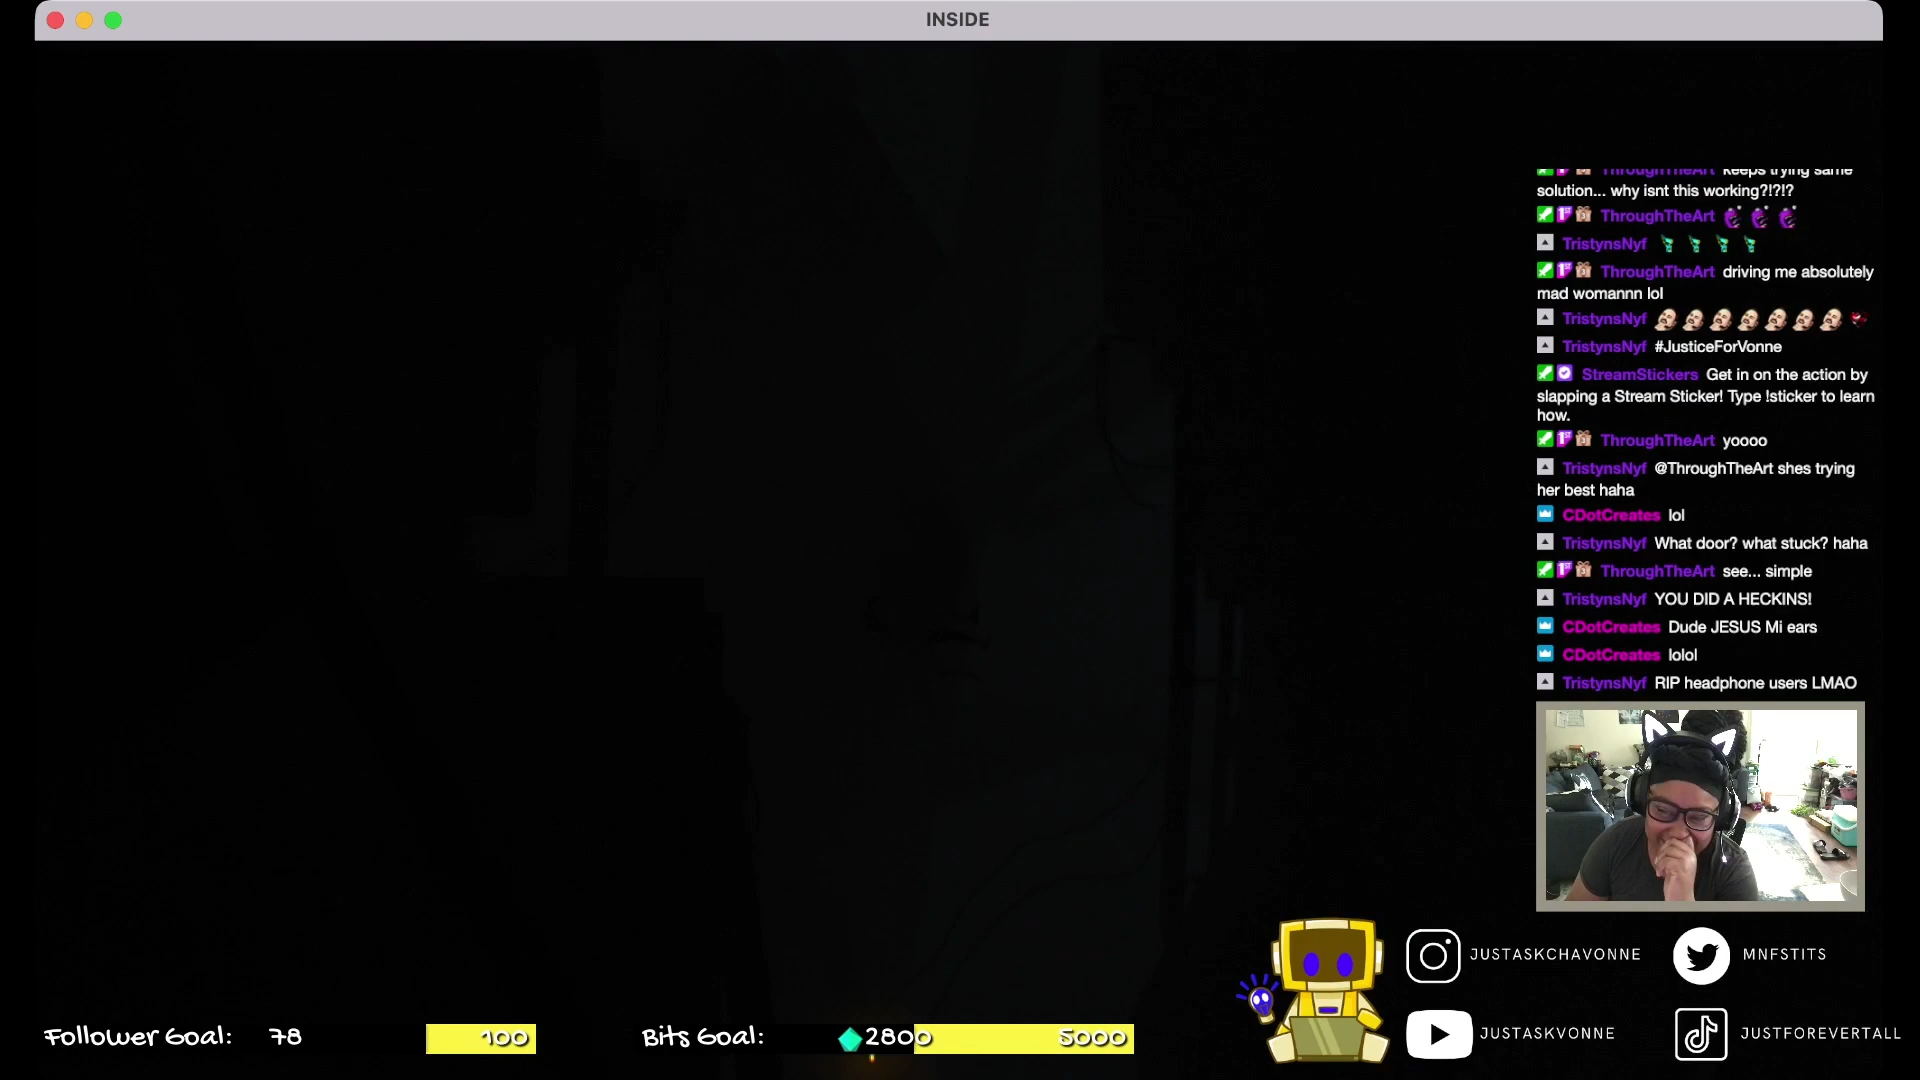 INSIDE
ThroughTheArt keeps trying same
solution... why isnt this working?!?!?
ThroughTheArt
TristynsNyf
ThroughTheArt driving me absolutely
mad womannn lol
TristynsNyf
TristynsNyf #JusticeForVonne
StreamStickers Get in on the action by
slapping a Stream Sticker! Type !sticker to learn
how.
ThroughTheArt yoooo
TristynsNyf @ThroughTheArt shes trying
her best haha
CDotCreates lol
TristynsNyf What door? what stuck? haha
ThroughTheArt see... simple
TristynsNyf YOU DID A HECKINS!
CDotCreates Dude JESUS Mi ears
CDotCreates lolol
TristynsNyf RIP headphone users LMAO
JUSTASKCHAVONNE
MNFSTITS
Follower Goal: 78 100
Bits Goal: 2800 5000
JUSTASKVONNE
JUSTFOREVERTALL